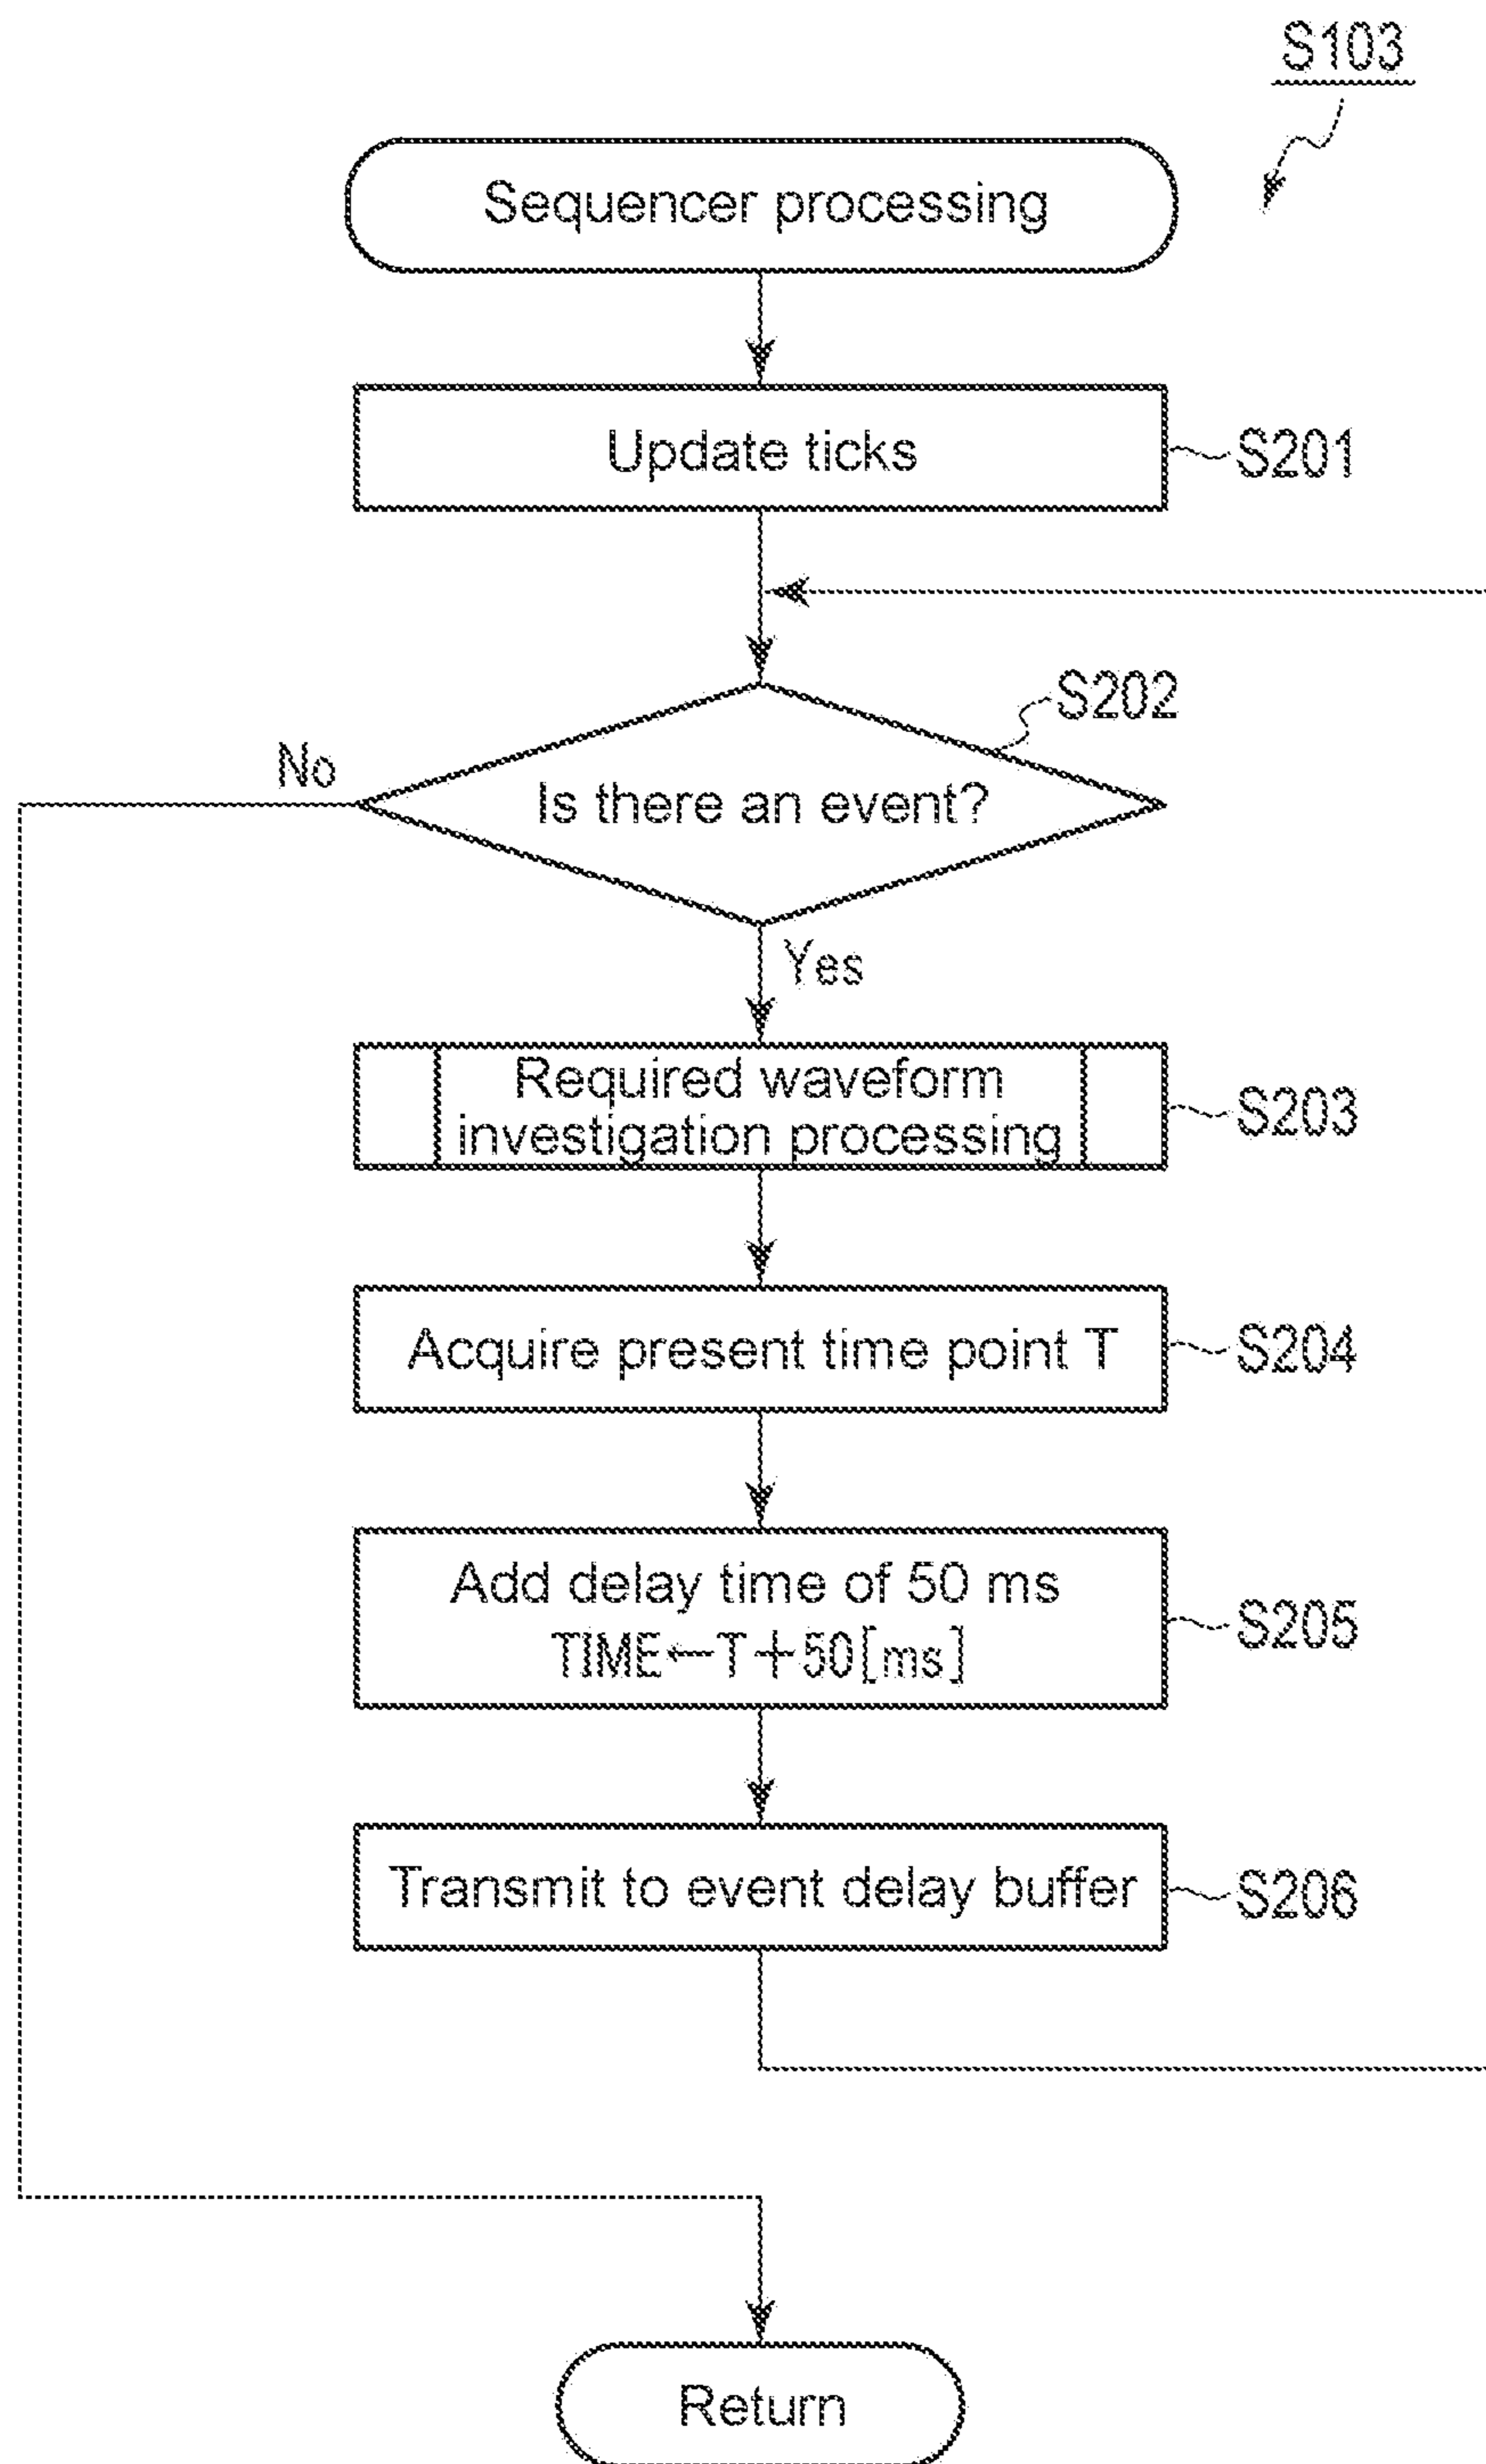 S103
Sequencer processing
Update ticks
S201
S202
No
Is there an event?
Yes
Required waveform
investigation processing
S203
Acquire present time point T
S204
Add delay time of 50 ms
TIME←T+50[ms]
S205
Transmit to event delay buffer
S206
Return